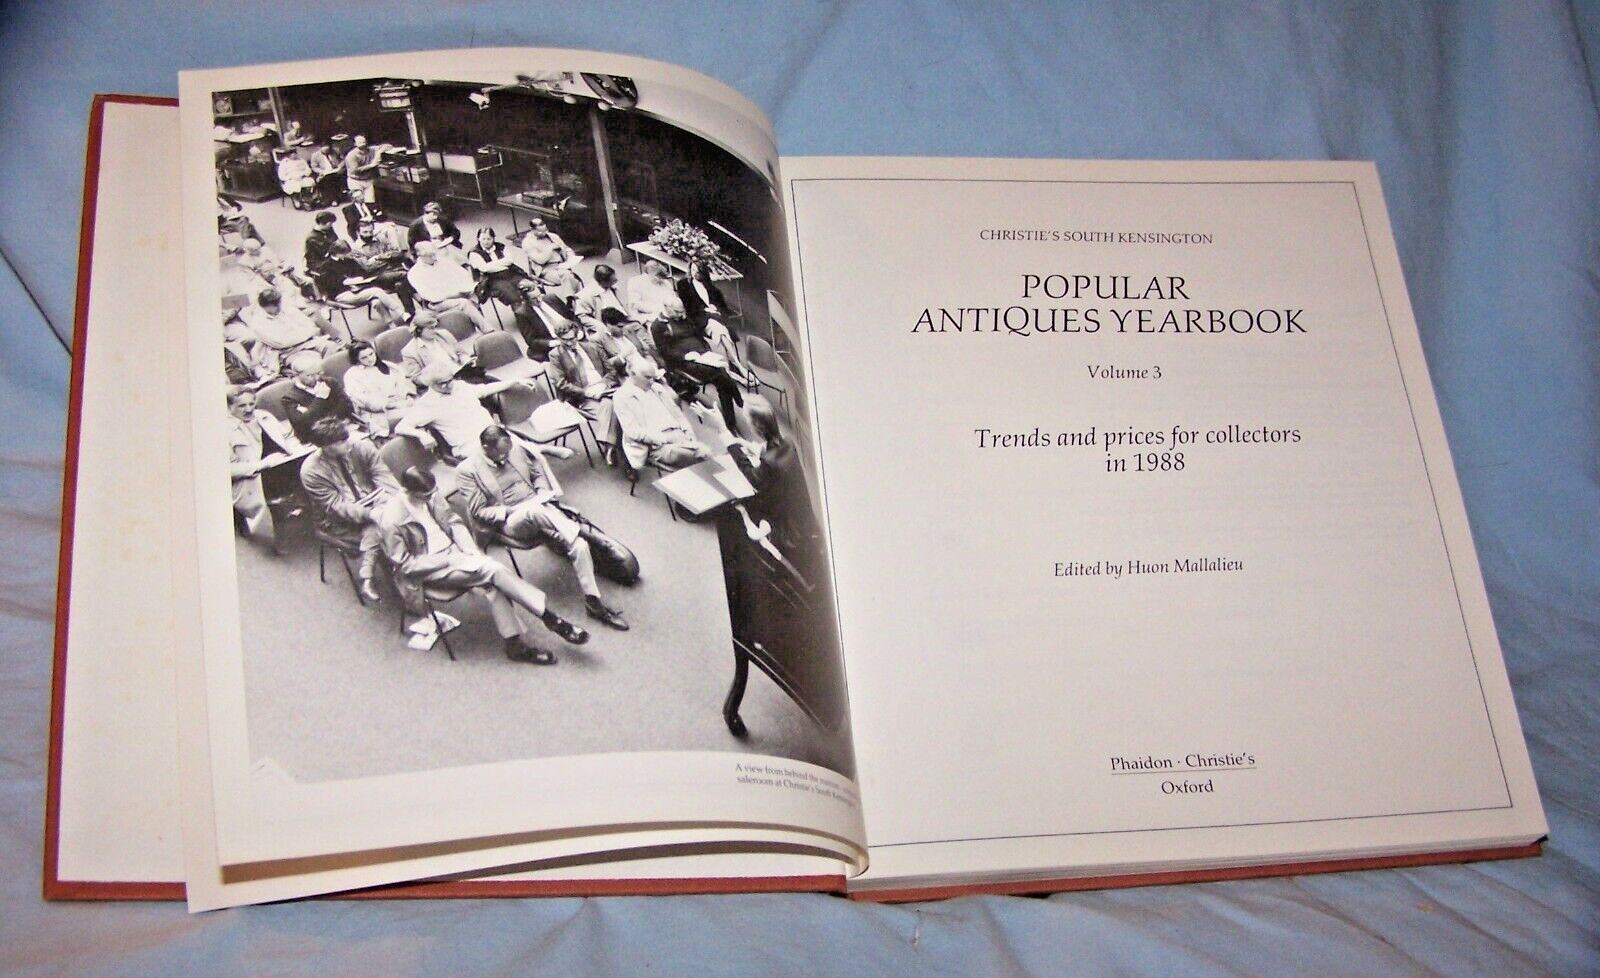 A view from behind the
saleroom at Christie's South
CHRISTIE'S SOUTH KENSINGTON
POPULAR
ANTIQUES YEARBOOK
Volume 3
Trends and prices for collectors
in 1988
Edited by Huon Mallalieu
Phaidon · Christie's
Oxford